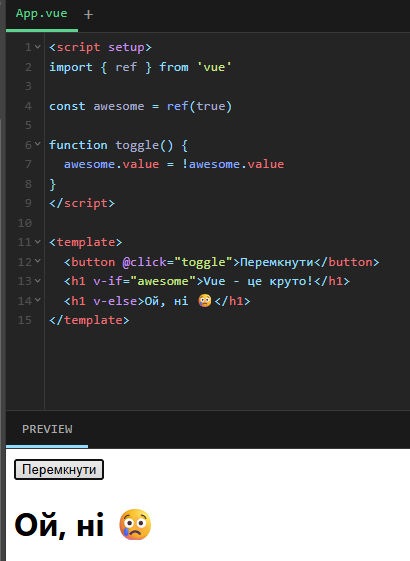 App.vue +
1 <script setup>
2 import { ref } from 'vue'
3
4 const awesome = ref(true)
5
6 function toggle() {
7   awesome.value = !awesome.value
8 }
9 </script>
10
11 <template>
12   <button @click="toggle">Перемкнути</button>
13   <h1 v-if="awesome">Vue - це круто!</h1>
14   <h1 v-else>Ой, ні 😢</h1>
15 </template>
PREVIEW
Перемкнути
Ой, ні 😢